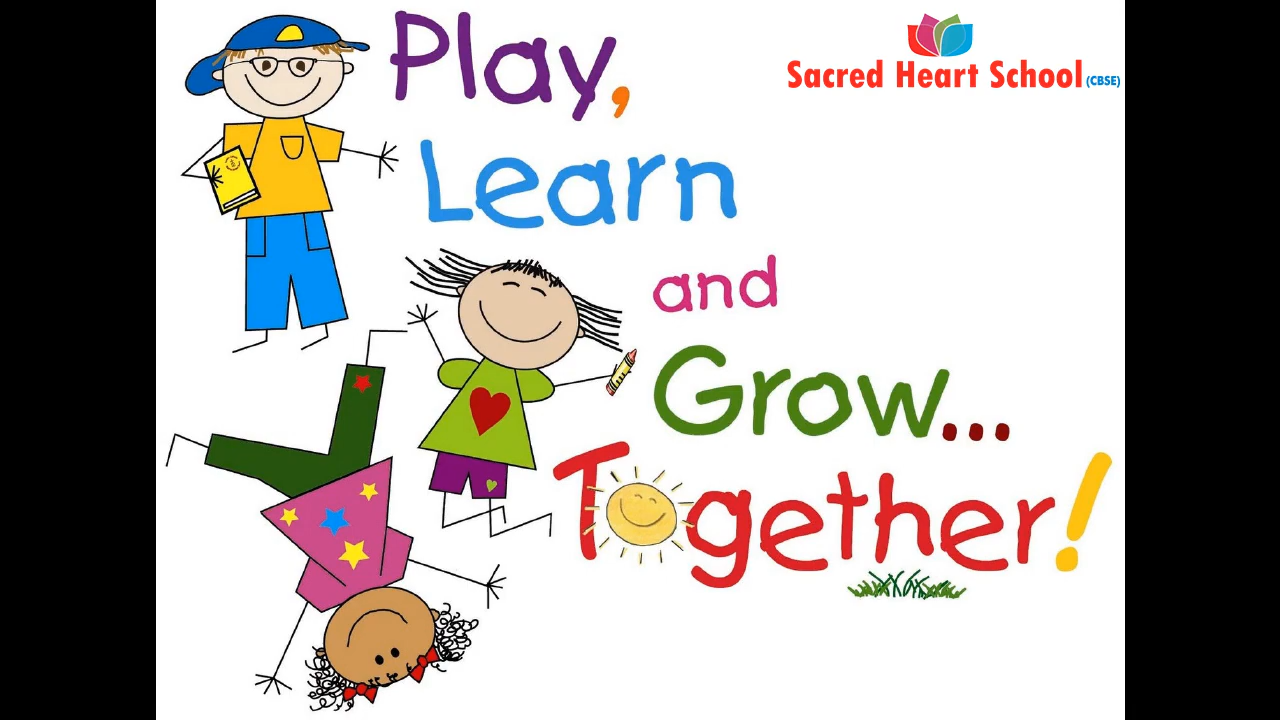 Sacred Heart School (CBSE)
Play,
Learn
and
Grow...
Together!